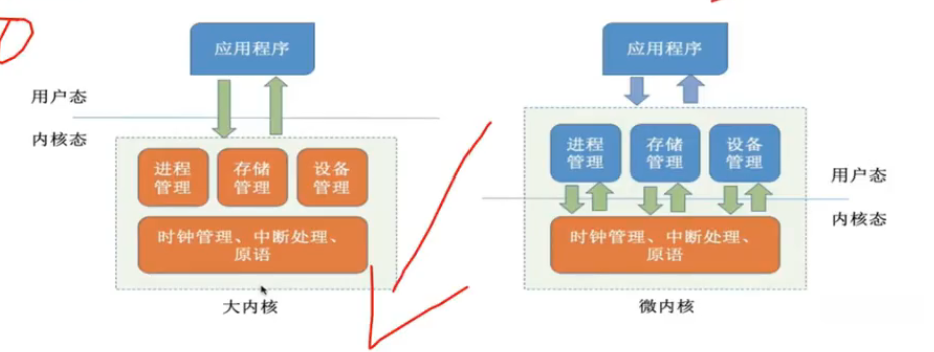 应用程序
用户态
内核态
进程
管理
存储
管理
设备
管理
时钟管理、中断处理、
原语
大内核
应用程序
进程
管理
存储
管理
设备
管理
用户态
内核态
时钟管理、中断处理、
原语
微内核